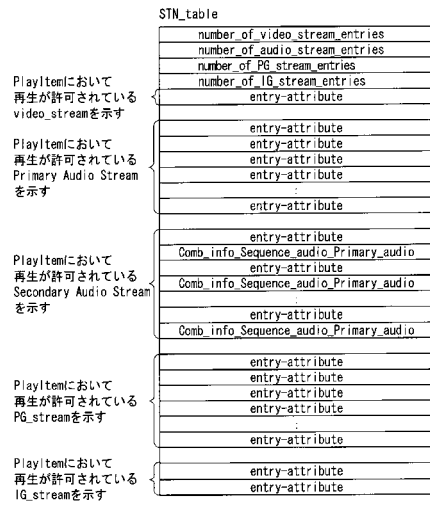 STN_table
number_of_video_stream_entries
number_of_audio_stream_entries
number_of_PG_stream_entries
number_of_IG_stream_entries
PlayItemにおいて
再生が許可されている
video_streamを示す
entry-attribute
PlayItemにおいて
再生が許可されている
Primary Audio Stream
を示す
entry-attribute
entry-attribute
entry-attribute
entry-attribute
:
entry-attribute
PlayItemにおいて
再生が許可されている
Secondary Audio Stream
を示す
entry-attribute
Comb_info_Sequence_audio_Primary_audio
entry-attribute
Comb_info_Sequence_audio_Primary_audio
:
entry-attribute
Comb_info_Sequence_audio_Primary_audio
PlayItemにおいて
再生が許可されている
PG_streamを示す
entry-attribute
entry-attribute
entry-attribute
entry-attribute
:
entry-attribute
PlayItemにおいて
再生が許可されている
IG_streamを示す
entry-attribute
entry-attribute